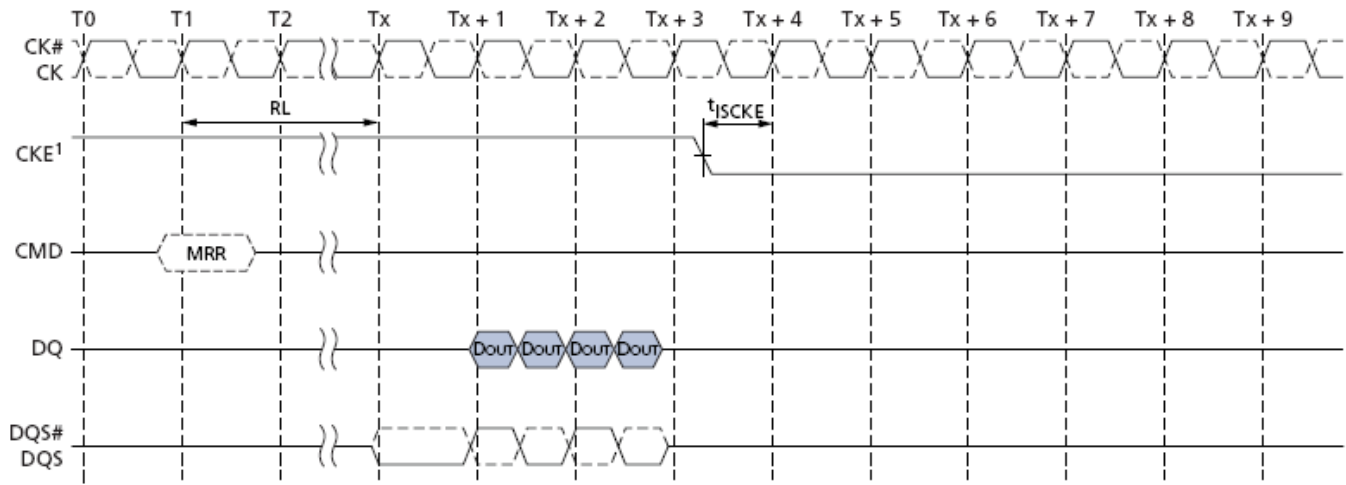 T0 T1 T2 Tx Tx + 1 Tx + 2 Tx + 3 Tx + 4 Tx + 5 Tx + 6 Tx + 7 Tx + 8 Tx + 9
CK#
CK
RL
tISCKE
CKE1
CMD
MRR
DQ
DOUT DOUT DOUT DOUT
DQS#
DQS